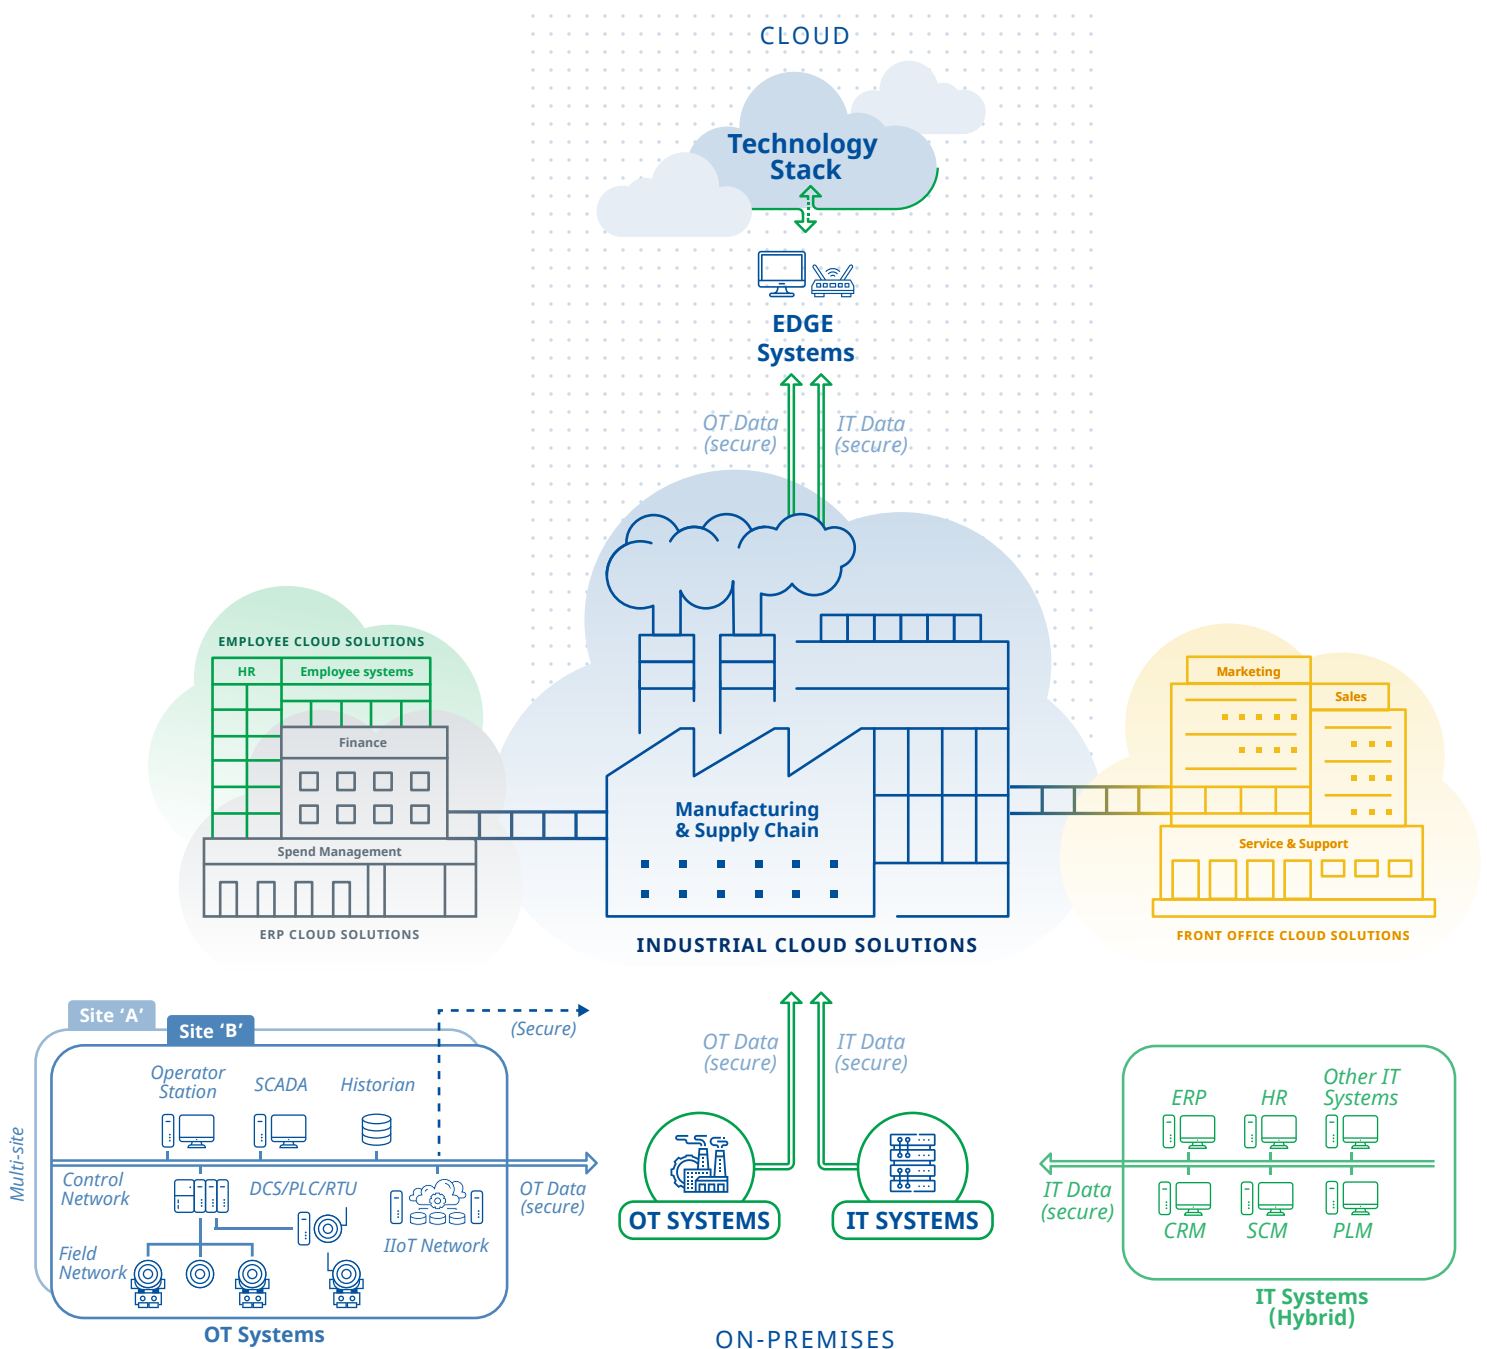 CLOUD
Technology
Stack
EDGE
Systems
OT Data
(secure)
IT Data
(secure)
EMPLOYEE CLOUD SOLUTIONS
HR
Employee systems
Finance
Spend Management
ERP CLOUD SOLUTIONS
Manufacturing
& Supply Chain
INDUSTRIAL CLOUD SOLUTIONS
Marketing
Sales
Service & Support
FRONT OFFICE CLOUD SOLUTIONS
Site ‘A’
Site ‘B’
(Secure)
Multi-site
Operator
Station
SCADA
Historian
Control
Network
DCS/PLC/RTU
IIoT Network
Field
Network
OT Data
(secure)
OT Systems
OT Data
(secure)
IT Data
(secure)
OT SYSTEMS
IT SYSTEMS
ON-PREMISES
IT Data
(secure)
ERP
HR
Other IT
Systems
CRM
SCM
PLM
IT Systems
(Hybrid)